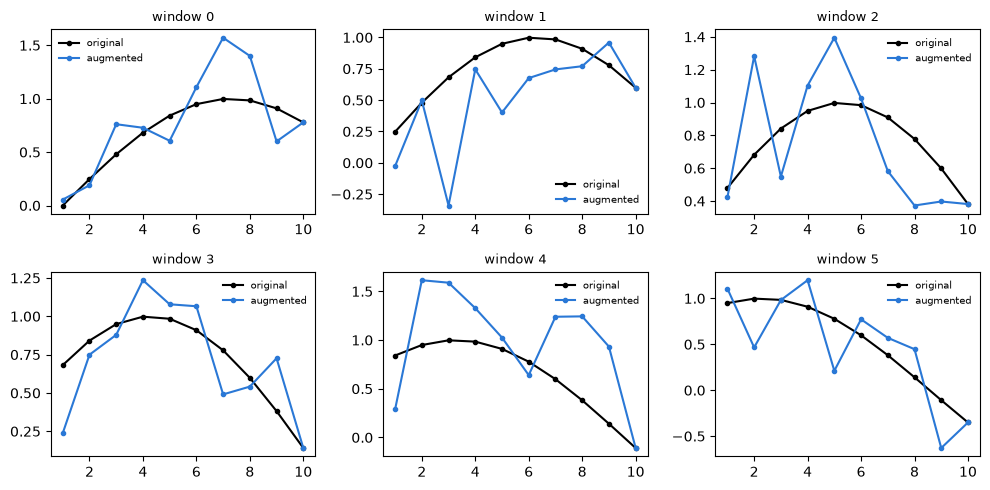 window 0
original
augmented
1.5
1.0
0.5
0.0
2 4 6 8 10
window 1
1.00
0.75
0.50
0.25
0.00
−0.25
original
augmented
2 4 6 8 10
window 2
original
augmented
1.4
1.2
1.0
0.8
0.6
0.4
2 4 6 8 10
window 3
original
augmented
1.25
1.00
0.75
0.50
0.25
2 4 6 8 10
window 4
original
augmented
1.5
1.0
0.5
0.0
2 4 6 8 10
window 5
original
augmented
1.0
0.5
0.0
−0.5
2 4 6 8 10